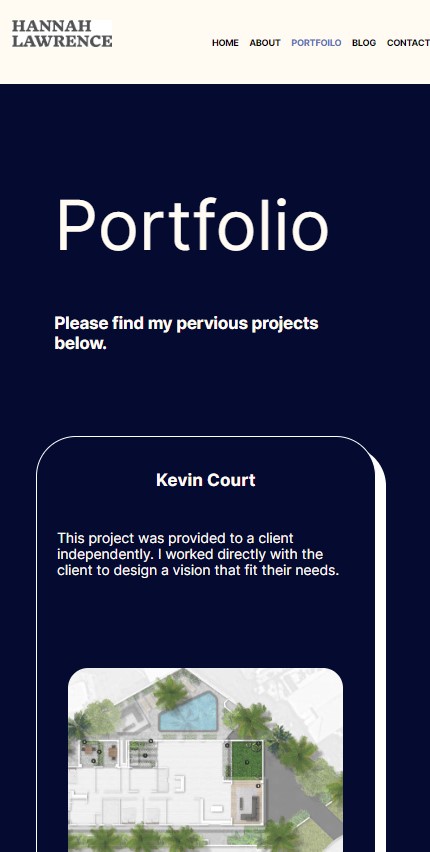 HANNAH
LAWRENCE
HOME ABOUT PORTFOILO BLOG CONTACT
Portfolio
Please find my pervious projects
below.
Kevin Court
This project was provided to a client
independently. I worked directly with the
client to design a vision that fit their needs.